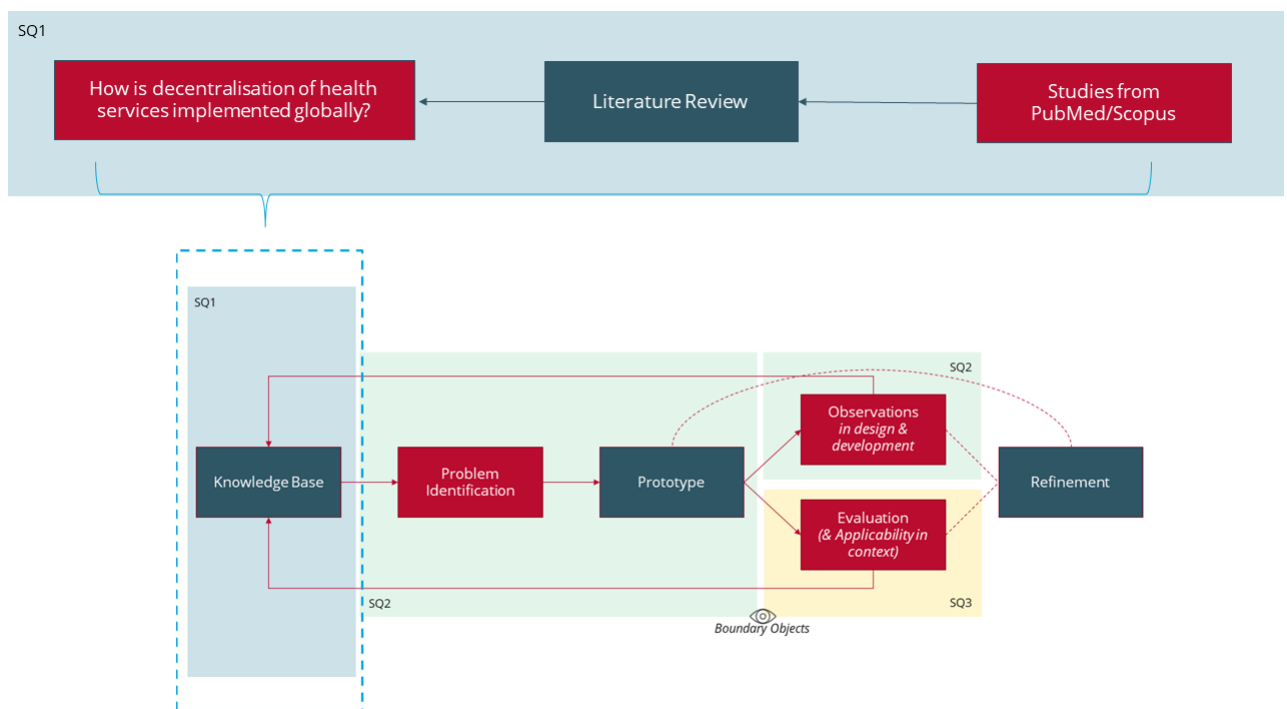 SQ1
How is decentralisation of health
services implemented globally?
Literature Review
Studies from
PubMed/Scopus
SQ1
SQ2
Observations
in design &
development
Knowledge Base
Problem
Identification
Prototype
Refinement
Evaluation
(& Applicability in
context)
SQ2
SQ3
Boundary Objects